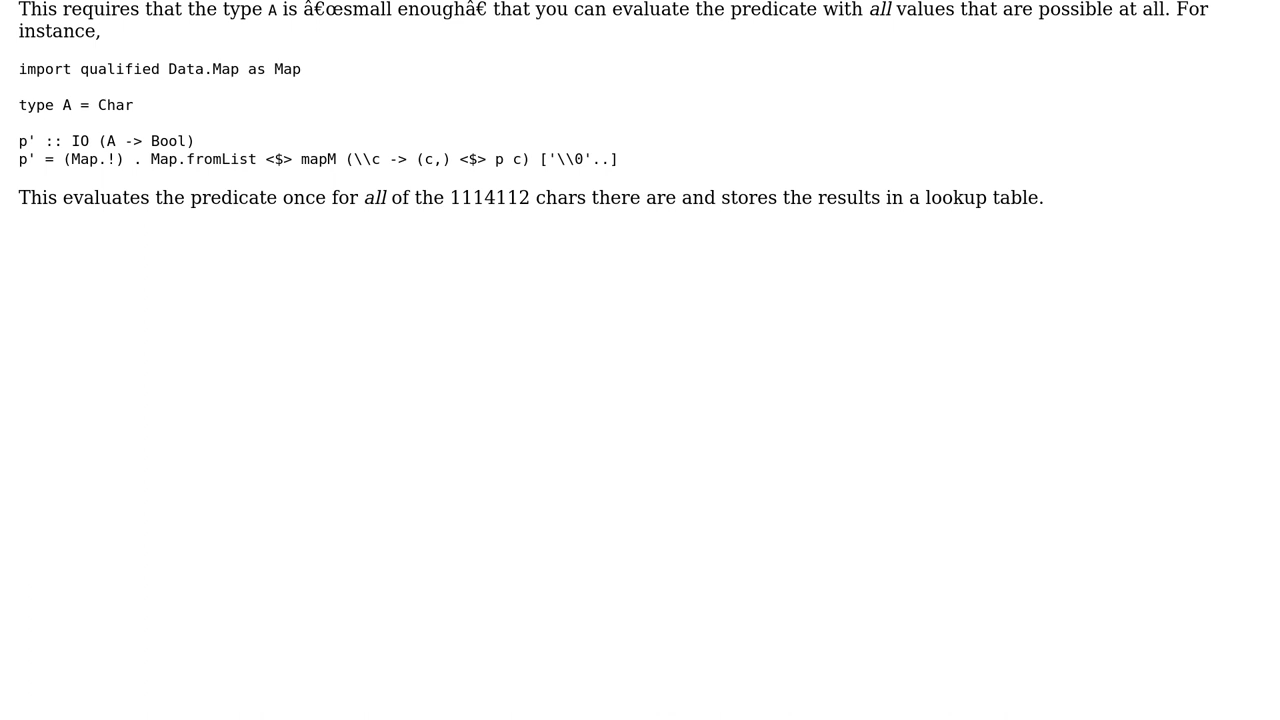 This requires that the type A is â€œsmall enoughâ€ that you can evaluate the predicate with all values that are possible at all. For
instance,
import qualified Data.Map as Map
type A = Char
p' :: IO (A -> Bool)
p' = (Map.!) . Map.fromList <$> mapM (\\c -> (c,) <$> p c) ['\\0'..]
This evaluates the predicate once for all of the 1114112 chars there are and stores the results in a lookup table.